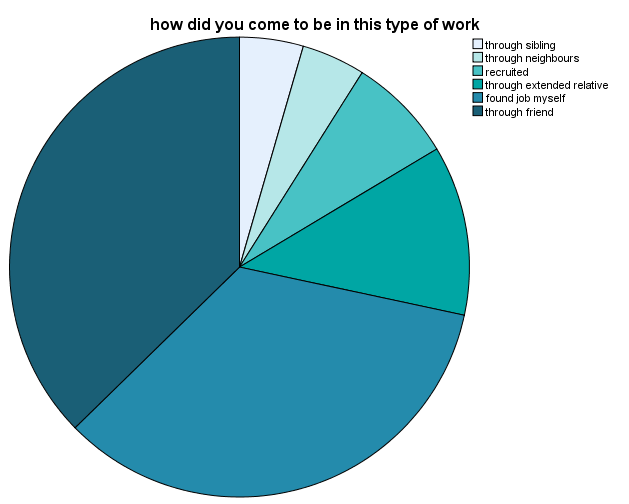 how did you come to be in this type of work
through sibling
through neighbours
recruited
through extended relative
found job myself
through friend